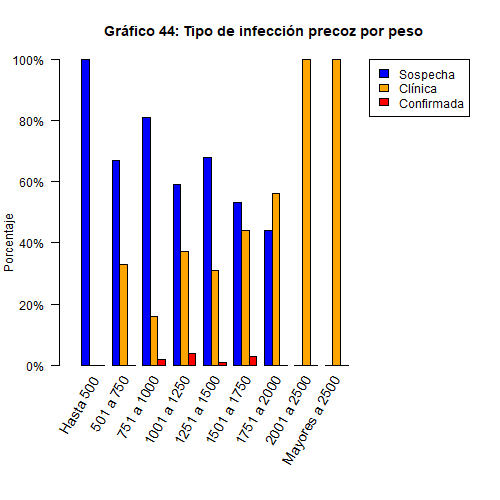 Gráfico 44: Tipo de infección precoz por peso
Sospecha
Clínica
Confirmada
Porcentaje
100%
80%
60%
40%
20%
0%
Hasta 500
501 a 750
751 a 1000
1001 a 1250
1251 a 1500
1501 a 1750
1751 a 2000
2001 a 2500
Mayores a 2500